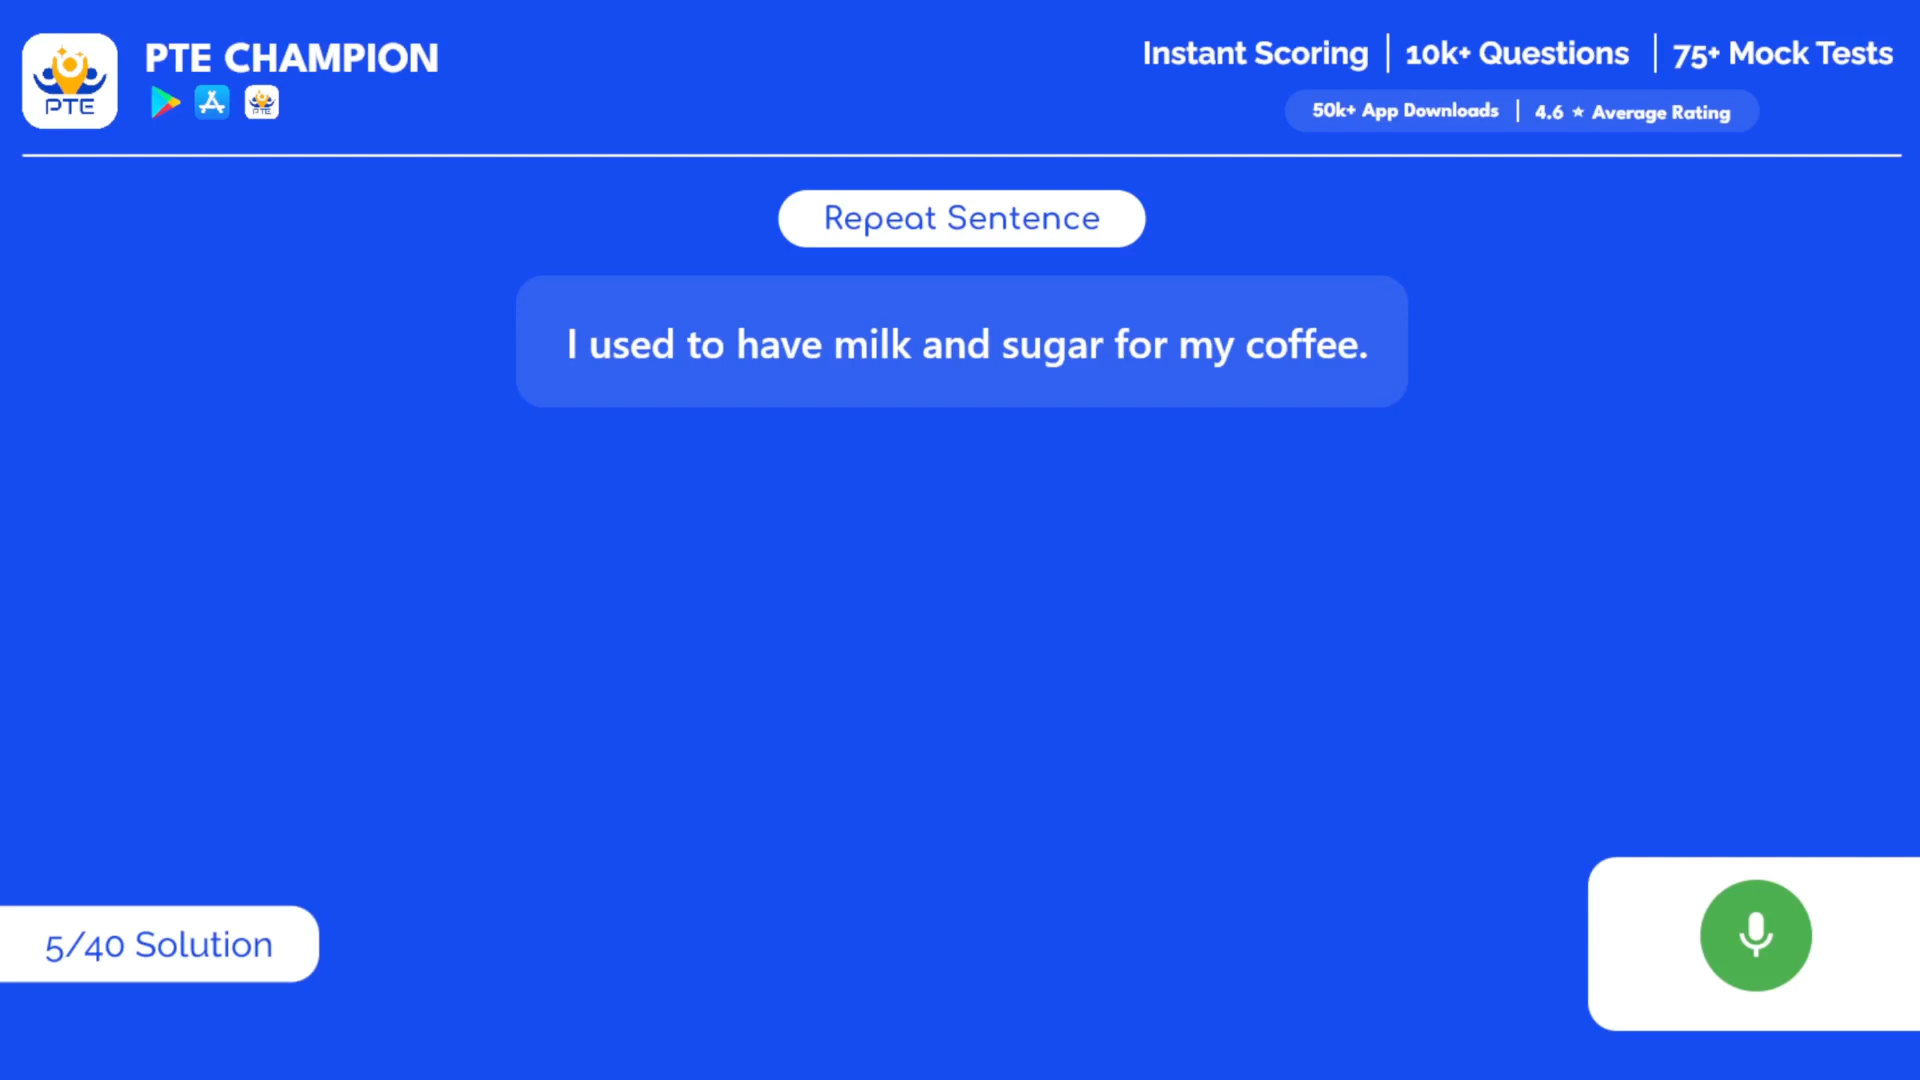 PTE CHAMPION
PTE
PTE
Instant Scoring | 10k+ Questions | 75+ Mock Tests
50k+ App Downloads | 4.6 ★ Average Rating
Repeat Sentence
I used to have milk and sugar for my coffee.
5/40 Solution